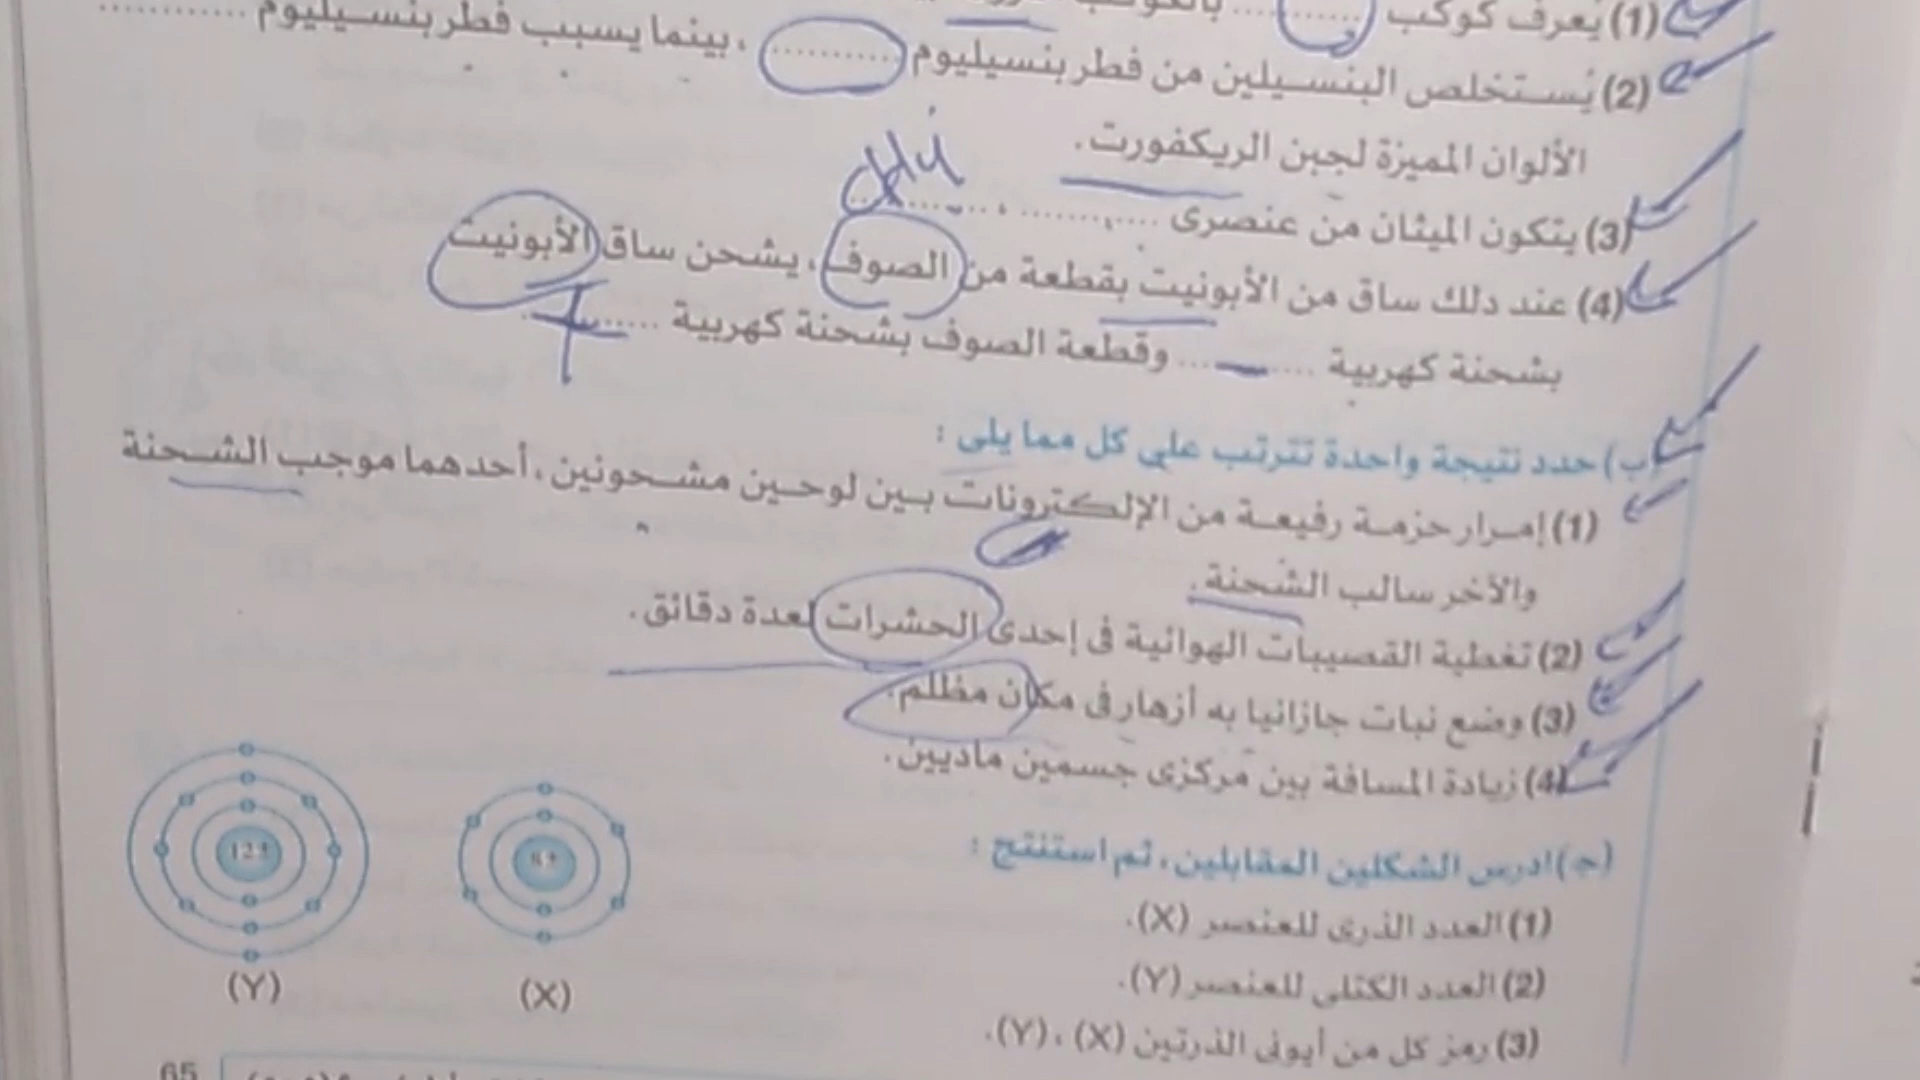 (1) يُعرف كوكب ............
(2) يُستخلص البنسيلين من فطر بنسيليوم ............ ، بينما يسبب فطر بنسيليوم ............
الألوان المميزة لجبن الريكفورت .
(3) يتكون الميثان من عنصرى ............ ، ............
(4) عند دلك ساق من الأبونيت بقطعة من الصوف ، يشحن ساق الأبونيت
بشحنة كهربية ............ وقطعة الصوف بشحنة كهربية ............ .
(ب) حدد نتيجة واحدة تترتب على كل مما يلى :
(1) إمرار حزمة رفيعة من الإلكترونات بين لوحين مشحونين ، أحدهما موجب الشحنة
والآخر سالب الشحنة .
(2) تغطية القصيبات الهوائية فى إحدى الحشرات لعدة دقائق .
(3) وضع نبات جازانيا به أزهار فى مكان مظلم .
(4) زيادة المسافة بين مركزى جسمين ماديين .
(ج) ادرس الشكلين المقابلين ، ثم استنتج :
(1) العدد الذرى للعنصر (X).
(2) العدد الكتلى للعنصر (Y).
(3) رمز كل من أيونى الذرتين (X) ، (Y).
(X)
(Y)
65